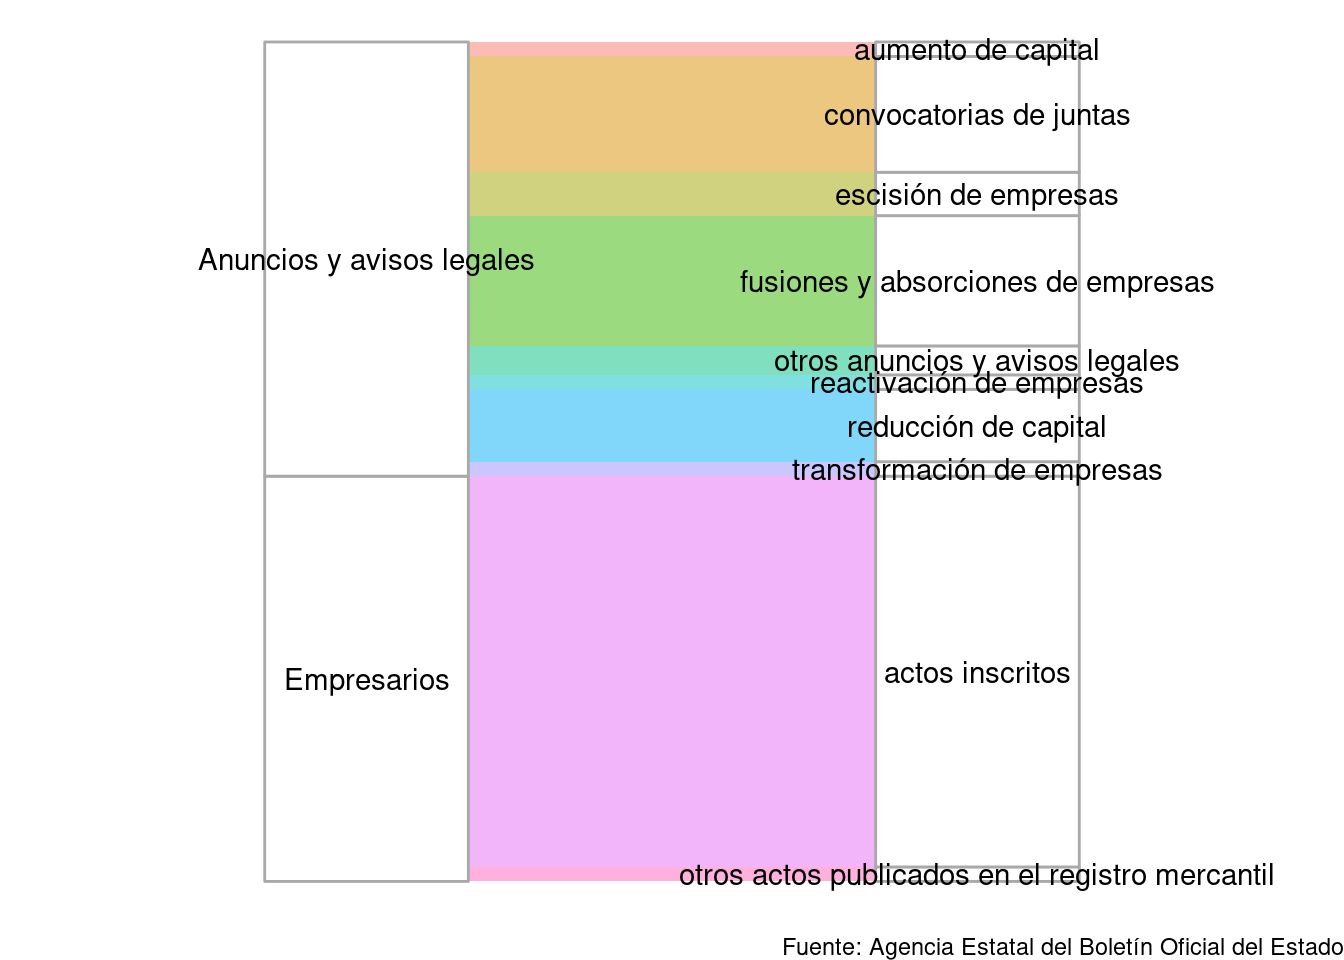 aumento de capital
convocatorias de juntas
escisión de empresas
Anuncios y avisos legales
fusiones y absorciones de empresas
otros anuncios y avisos legales
reactivación de empresas
reducción de capital
transformación de empresas
Empresarios
actos inscritos
otros actos publicados en el registro mercantil
Fuente: Agencia Estatal del Boletín Oficial del Estado